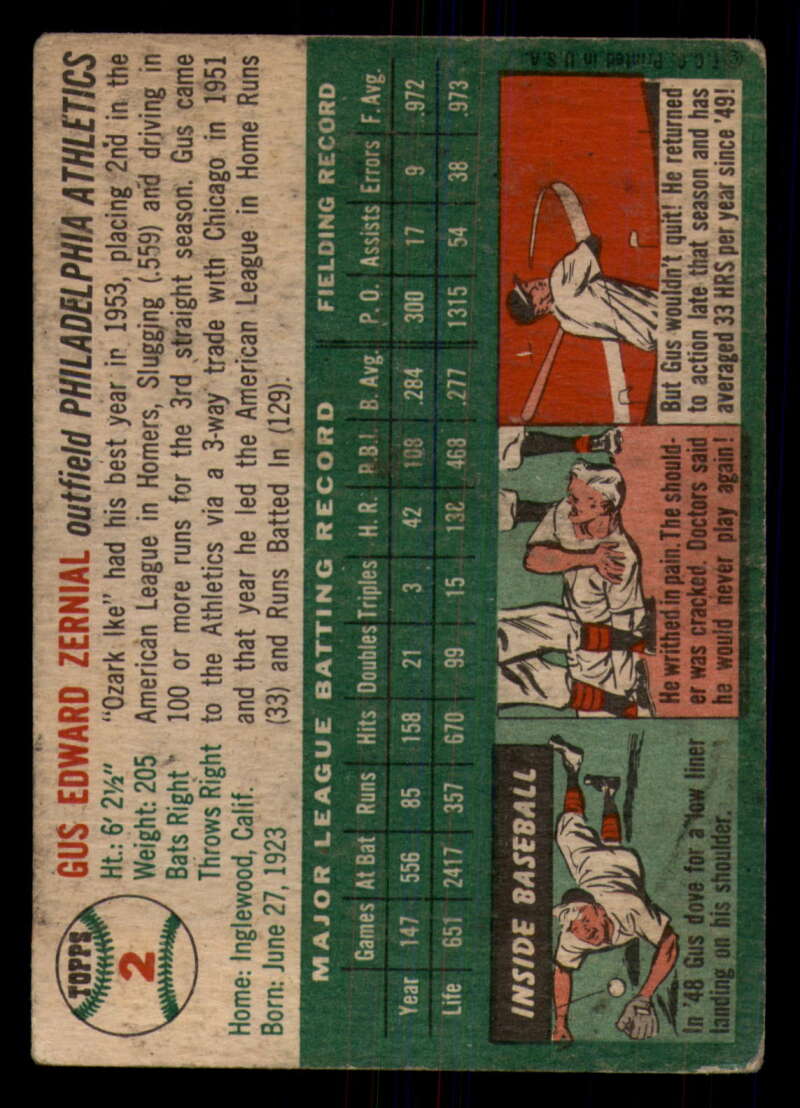 TOPPS
2
GUS EDWARD ZERNIAL outfield PHILADELPHIA ATHLETICS
Ht.: 6' 2½"
Weight: 205
Bats Right
Throws Right
Home: Inglewood, Calif.
Born: June 27, 1923
"Ozark Ike" had his best year in 1953, placing 2nd in the
American League in Homers, Slugging (.559) and driving in
100 or more runs for the 3rd straight season. Gus came
to the Athletics via a 3-way trade with Chicago in 1951
and that year he led the American League in Home Runs
(33) and Runs Batted In (129).
MAJOR LEAGUE BATTING RECORD FIELDING RECORD
Games At Bat Runs Hits Doubles Triples H. R. R.B.I. B. Avg. P. O. Assists Errors F. Avg.
Year 147 556 85 158 21 3 42 108 .284 300 17 9 .972
Life 651 2417 357 670 99 15 138 468 .277 1315 54 38 .973
INSIDE BASEBALL
In '48 Gus dove for a low liner
landing on his shoulder.
He writhed in pain. The should-
er was cracked. Doctors said
he would never play again!
But Gus wouldn't quit! He returned
to action late that season and has
averaged 33 HRS per year since '49!
© T. C. G. Printed in U. S. A.